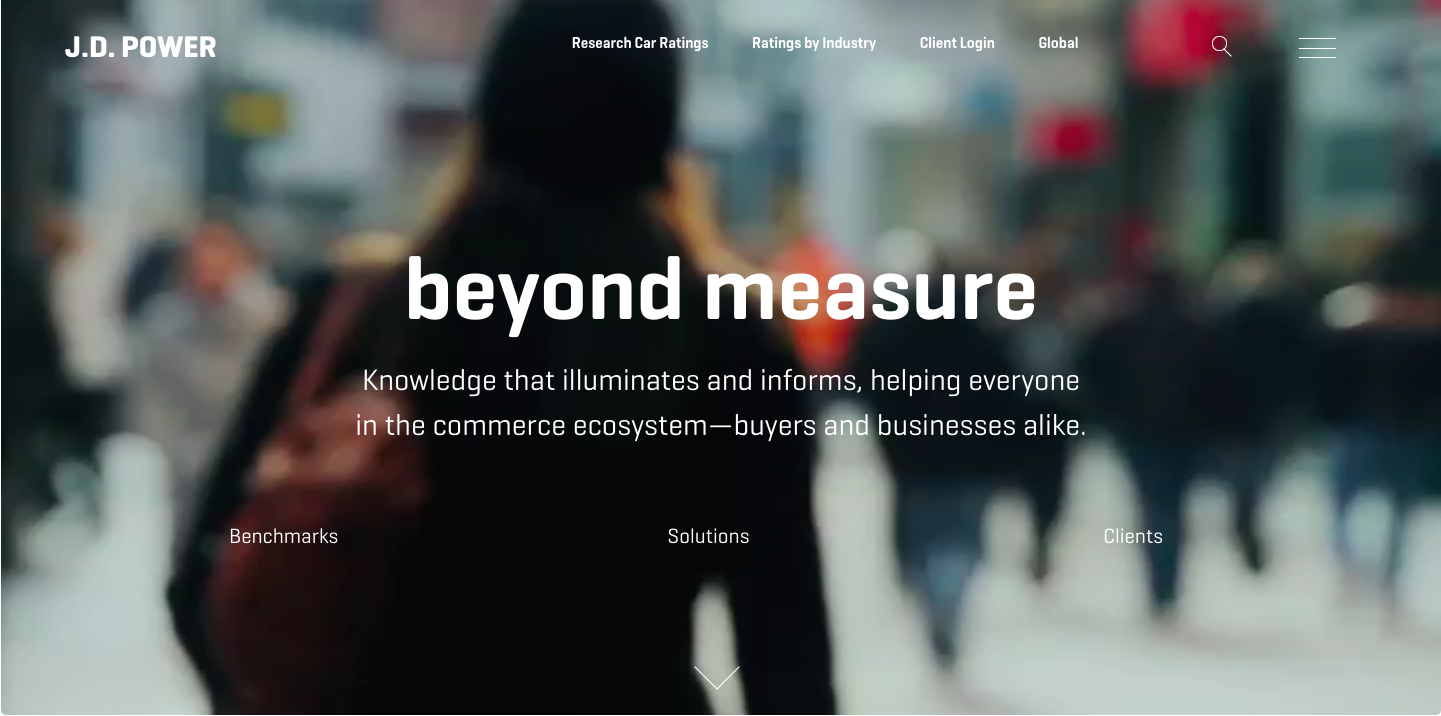 J.D. POWER
Research Car Ratings
Ratings by Industry
Client Login
Global
beyond measure
Knowledge that illuminates and informs, helping everyone
in the commerce ecosystem—buyers and businesses alike.
Benchmarks
Solutions
Clients